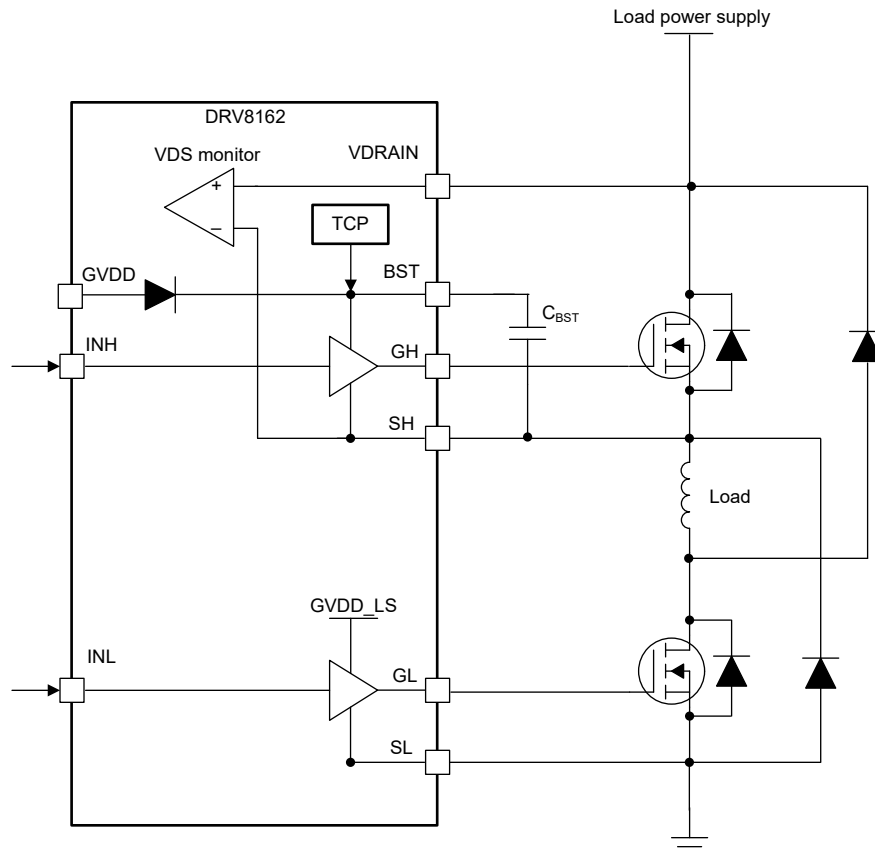 Load power supply
DRV8162
VDS monitor
VDRAIN
+
−
TCP
GVDD
BST
CBST
INH
GH
SH
Load
GVDD_LS
INL
GL
SL